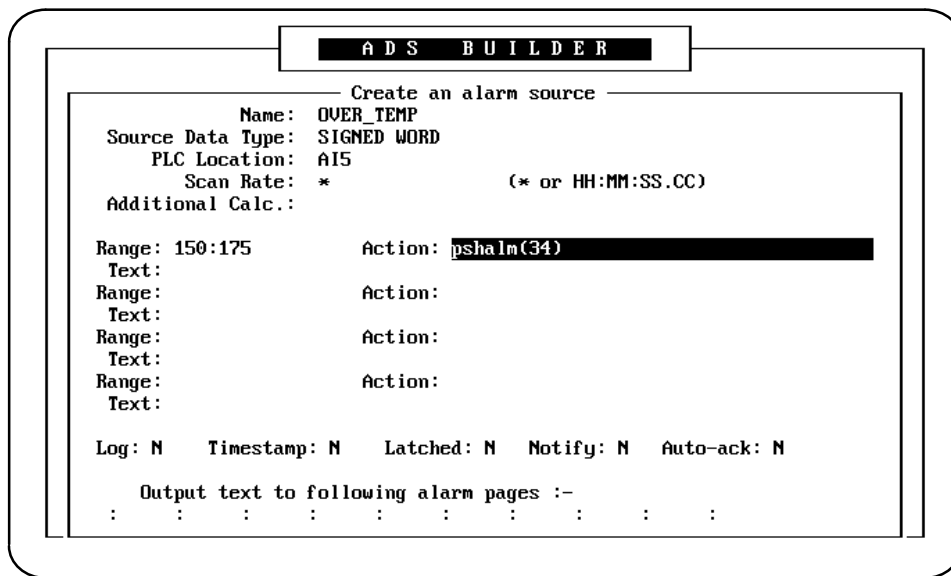 ADS BUILDER
Create an alarm source
Name: OVER_TEMP
Source Data Type: SIGNED WORD
PLC Location: AI5
Scan Rate: * (* or HH:MM:SS.CC)
Additional Calc.:
Range: 150:175 Action: pshalm(34)
Text:
Range: Action:
Text:
Range: Action:
Text:
Range: Action:
Text:
Log: N Timestamp: N Latched: N Notify: N Auto-ack: N
Output text to following alarm pages :-
: : : : : : : : : :